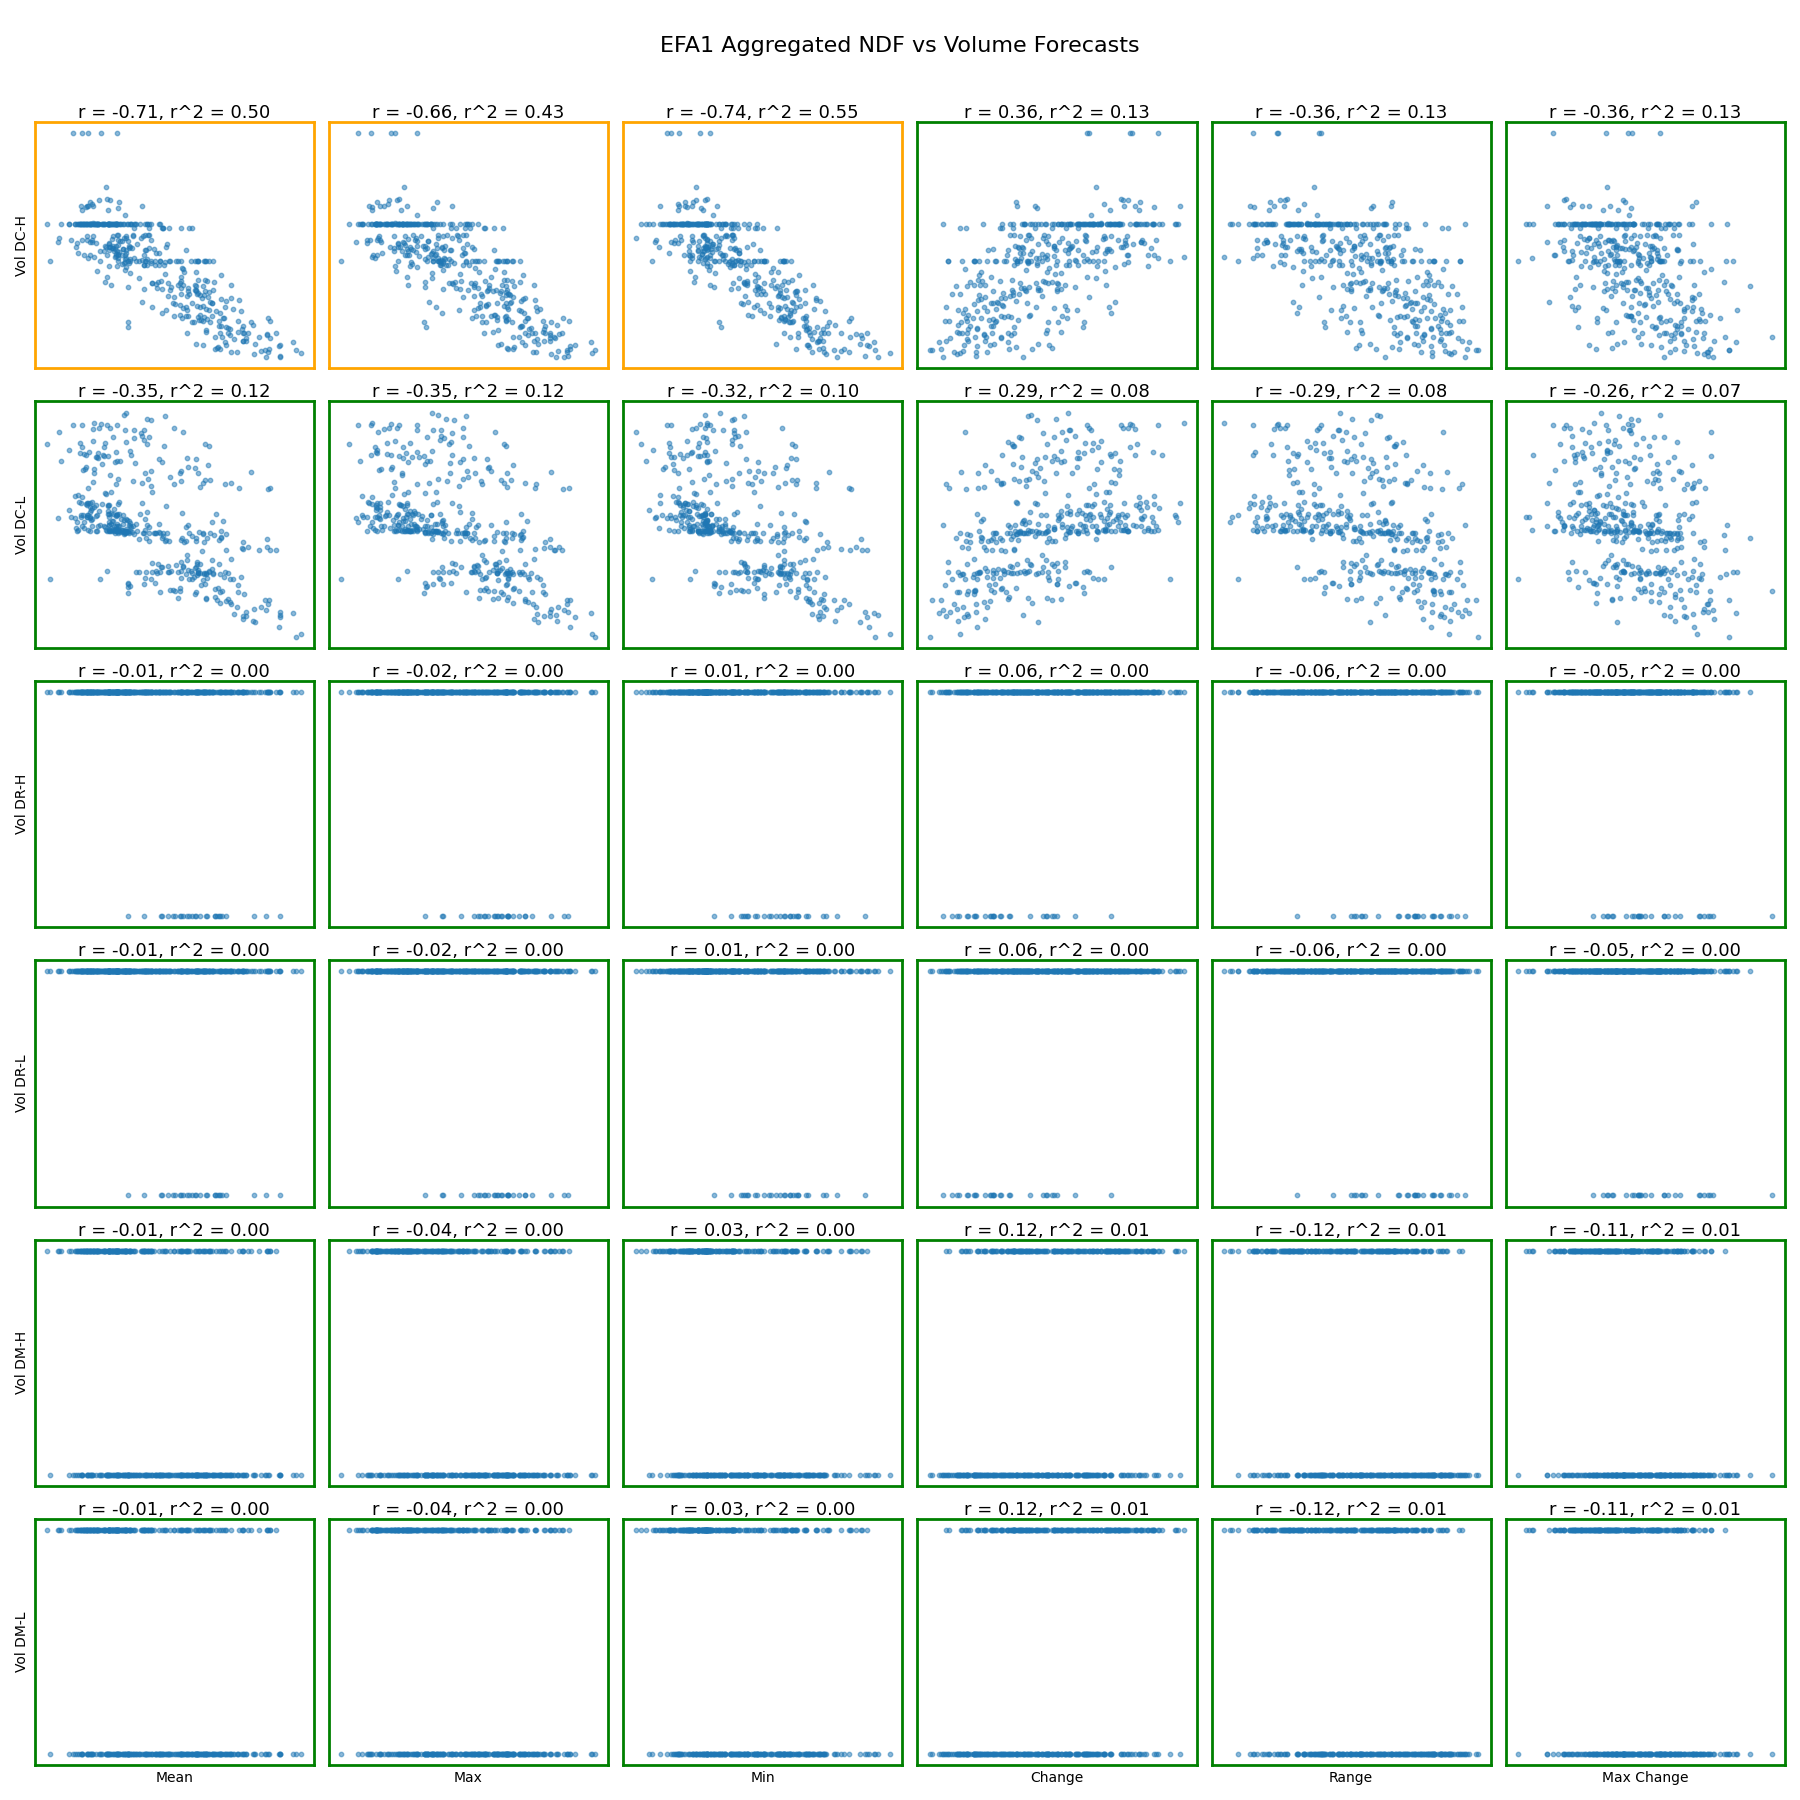 EFA1 Aggregated NDF vs Volume Forecasts
r = -0.71, r^2 = 0.50
r = -0.66, r^2 = 0.43
r = -0.74, r^2 = 0.55
r = 0.36, r^2 = 0.13
r = -0.36, r^2 = 0.13
r = -0.36, r^2 = 0.13
Vol DC-H
r = -0.35, r^2 = 0.12
r = -0.35, r^2 = 0.12
r = -0.32, r^2 = 0.10
r = 0.29, r^2 = 0.08
r = -0.29, r^2 = 0.08
r = -0.26, r^2 = 0.07
Vol DC-L
r = -0.01, r^2 = 0.00
r = -0.02, r^2 = 0.00
r = 0.01, r^2 = 0.00
r = 0.06, r^2 = 0.00
r = -0.06, r^2 = 0.00
r = -0.05, r^2 = 0.00
Vol DR-H
r = -0.01, r^2 = 0.00
r = -0.02, r^2 = 0.00
r = 0.01, r^2 = 0.00
r = 0.06, r^2 = 0.00
r = -0.06, r^2 = 0.00
r = -0.05, r^2 = 0.00
Vol DR-L
r = -0.01, r^2 = 0.00
r = -0.04, r^2 = 0.00
r = 0.03, r^2 = 0.00
r = 0.12, r^2 = 0.01
r = -0.12, r^2 = 0.01
r = -0.11, r^2 = 0.01
Vol DM-H
r = -0.01, r^2 = 0.00
r = -0.04, r^2 = 0.00
r = 0.03, r^2 = 0.00
r = 0.12, r^2 = 0.01
r = -0.12, r^2 = 0.01
r = -0.11, r^2 = 0.01
Vol DM-L
Mean
Max
Min
Change
Range
Max Change